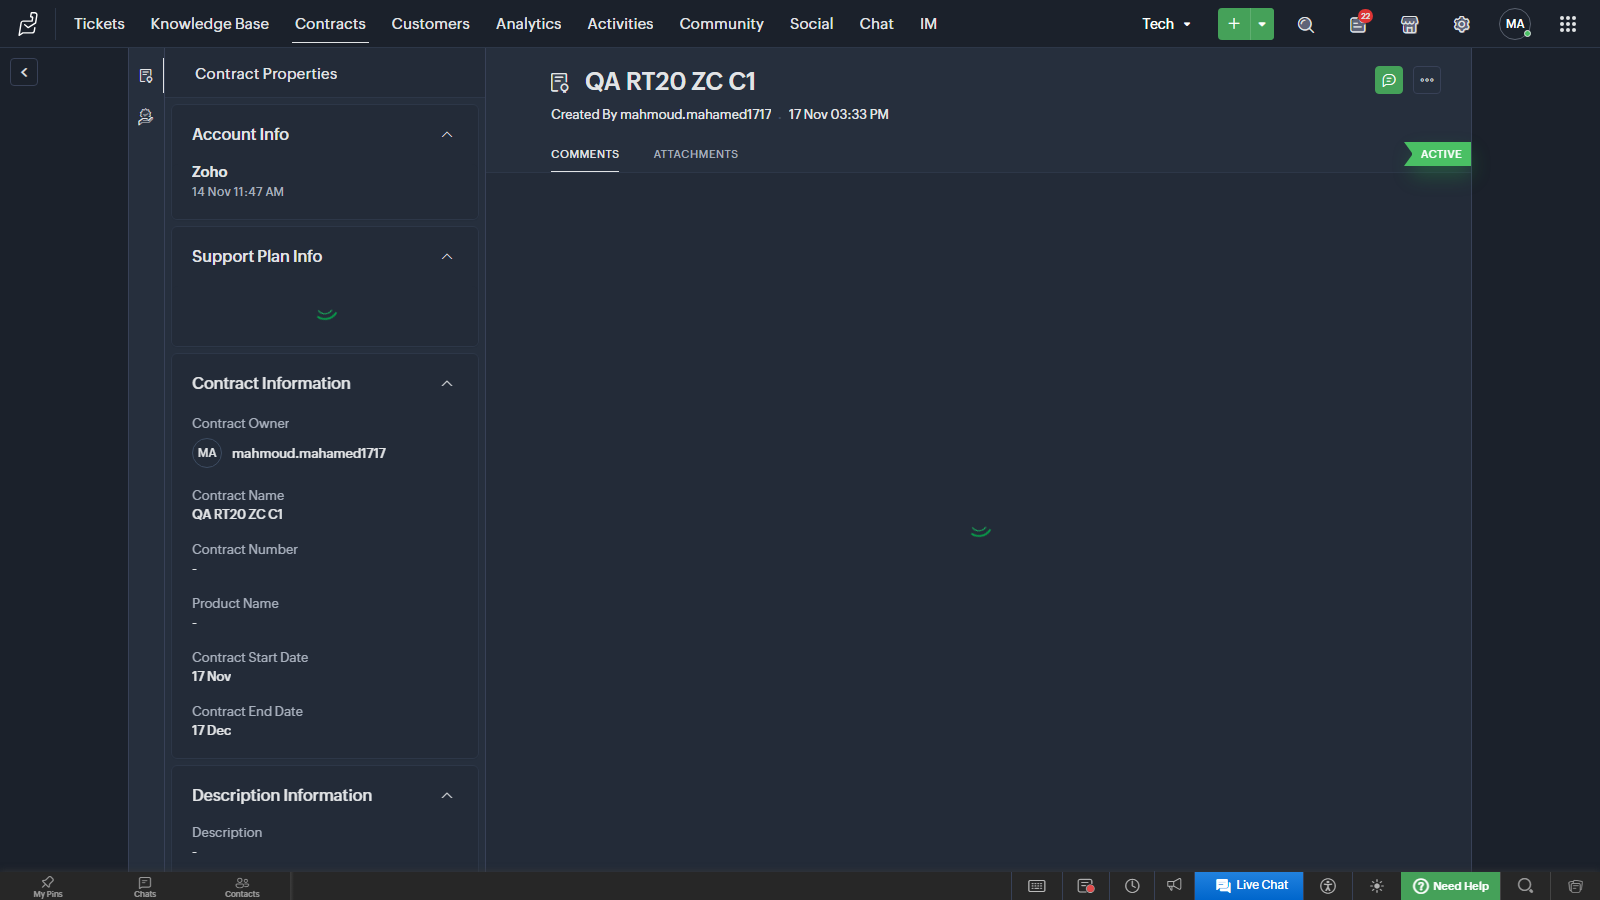 Tickets Knowledge Base Contracts Customers Analytics Activities Community Social Chat IM Tech 22 MA
Contract Properties
Account Info
Zoho
14 Nov 11:47 AM
Support Plan Info
Contract Information
Contract Owner
MA mahmoud.mahamed1717
Contract Name
QA RT20 ZC C1
Contract Number
-
Product Name
-
Contract Start Date
17 Nov
Contract End Date
17 Dec
Description Information
Description
-
QA RT20 ZC C1
Created By mahmoud.mahamed1717 . 17 Nov 03:33 PM
COMMENTS ATTACHMENTS
ACTIVE
My Pins Chats Contacts Live Chat Need Help